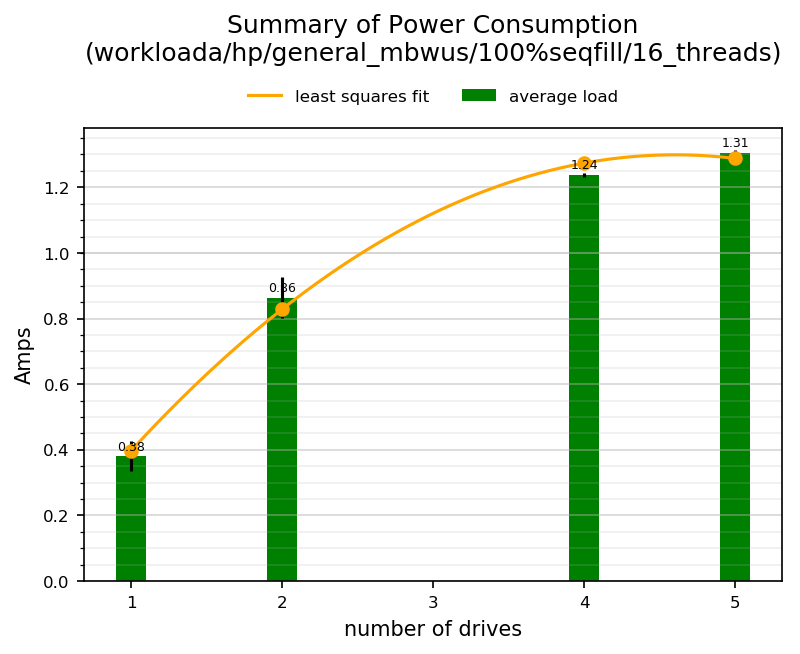 Summary of Power Consumption
(workloada/hp/general_mbwus/100%seqfill/16_threads)
least squares fit
average load
1.31
1.24
1.2
1.0
0.86
0.8
0.6
0.38
0.4
0.2
0.0
Amps
1 2 3 4 5
number of drives